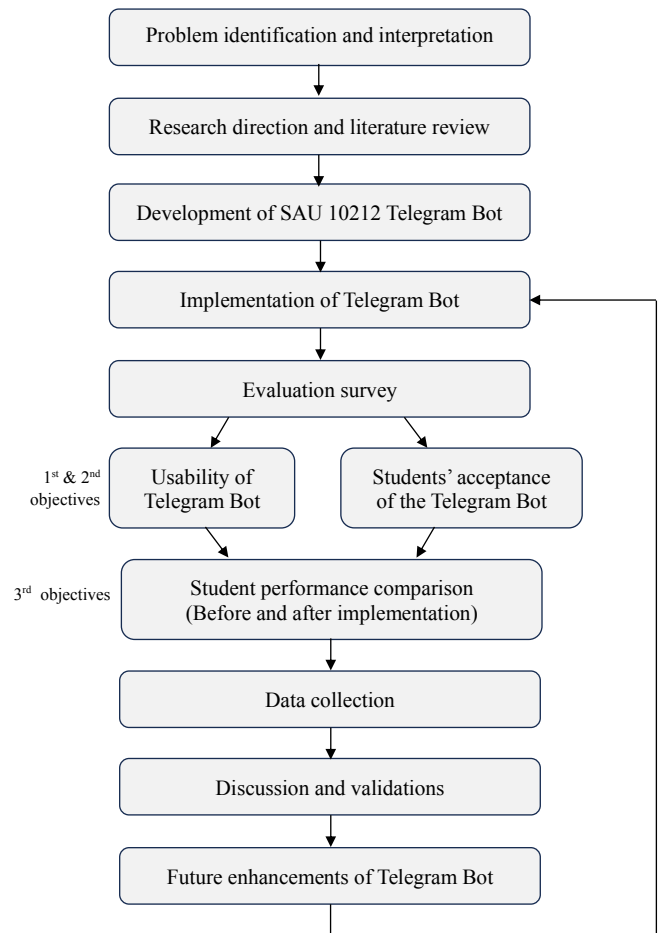 Problem identification and interpretation
Research direction and literature review
Development of SAU 10212 Telegram Bot
Implementation of Telegram Bot
Evaluation survey
1st & 2nd
objectives
Usability of
Telegram Bot
Students’ acceptance
of the Telegram Bot
3rd objectives
Student performance comparison
(Before and after implementation)
Data collection
Discussion and validations
Future enhancements of Telegram Bot